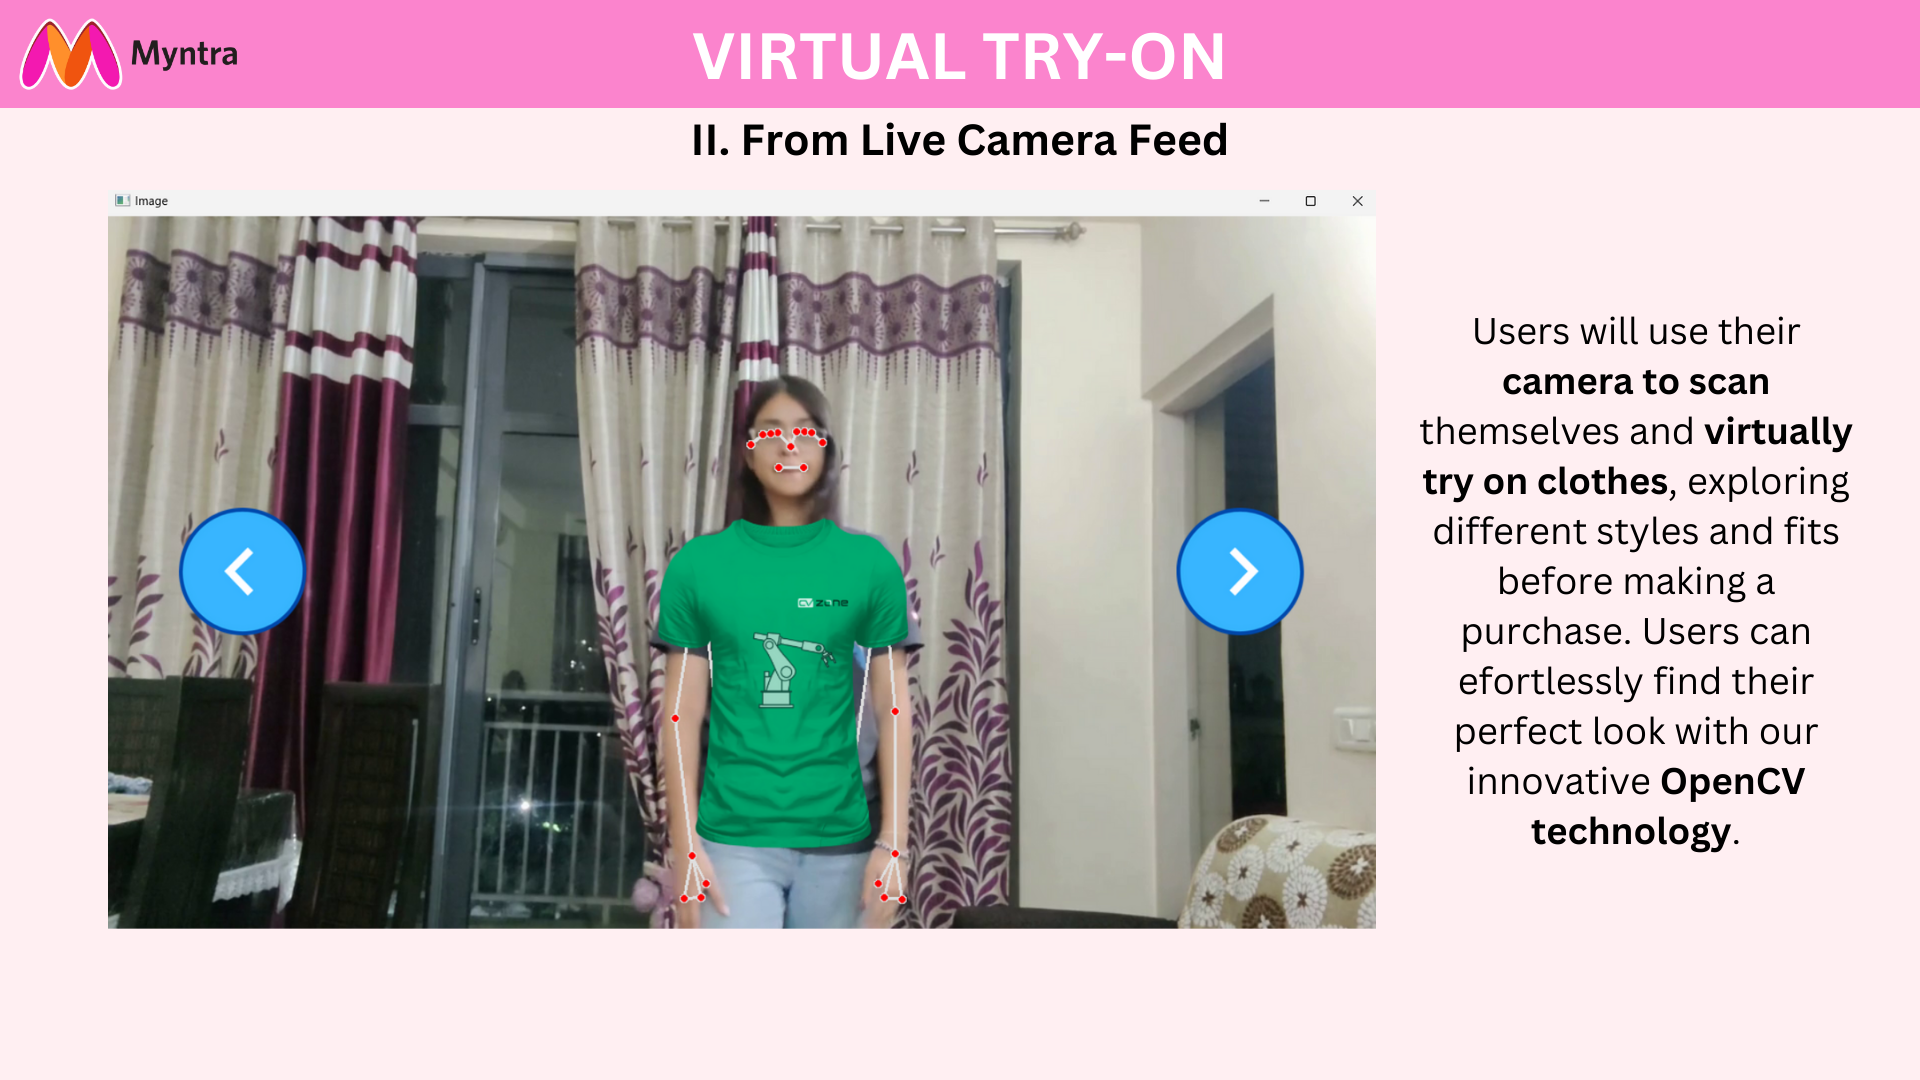 Myntra
VIRTUAL TRY-ON
II. From Live Camera Feed
Image
CV ZONE
Users will use their
camera to scan
themselves and virtually
try on clothes, exploring
different styles and fits
before making a
purchase. Users can
efortlessly find their
perfect look with our
innovative OpenCV
technology.